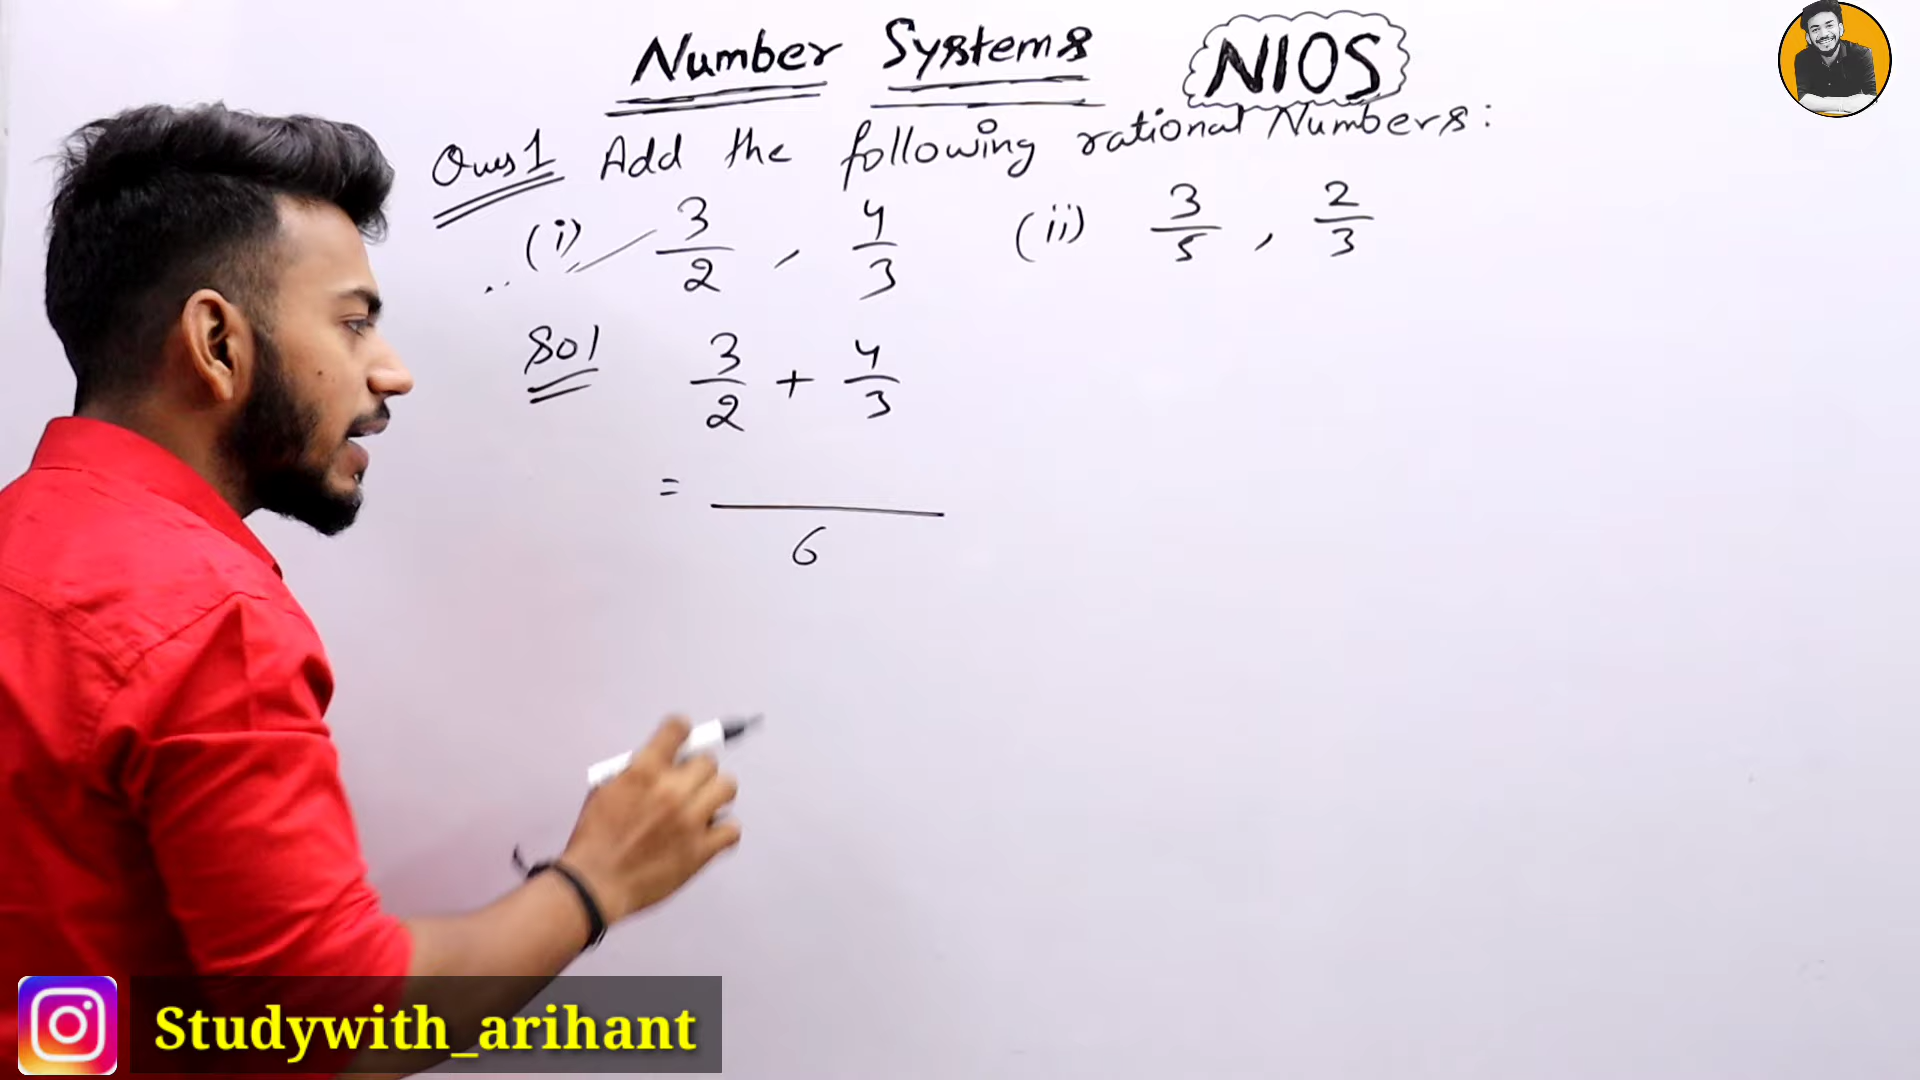 Number Systems NIOS
Ques 1 Add the following rational Numbers:
(i) 3/2 , 4/3 (ii) 3/5 , 2/3
Sol 3/2 + 4/3
= /6
Studywith_arihant